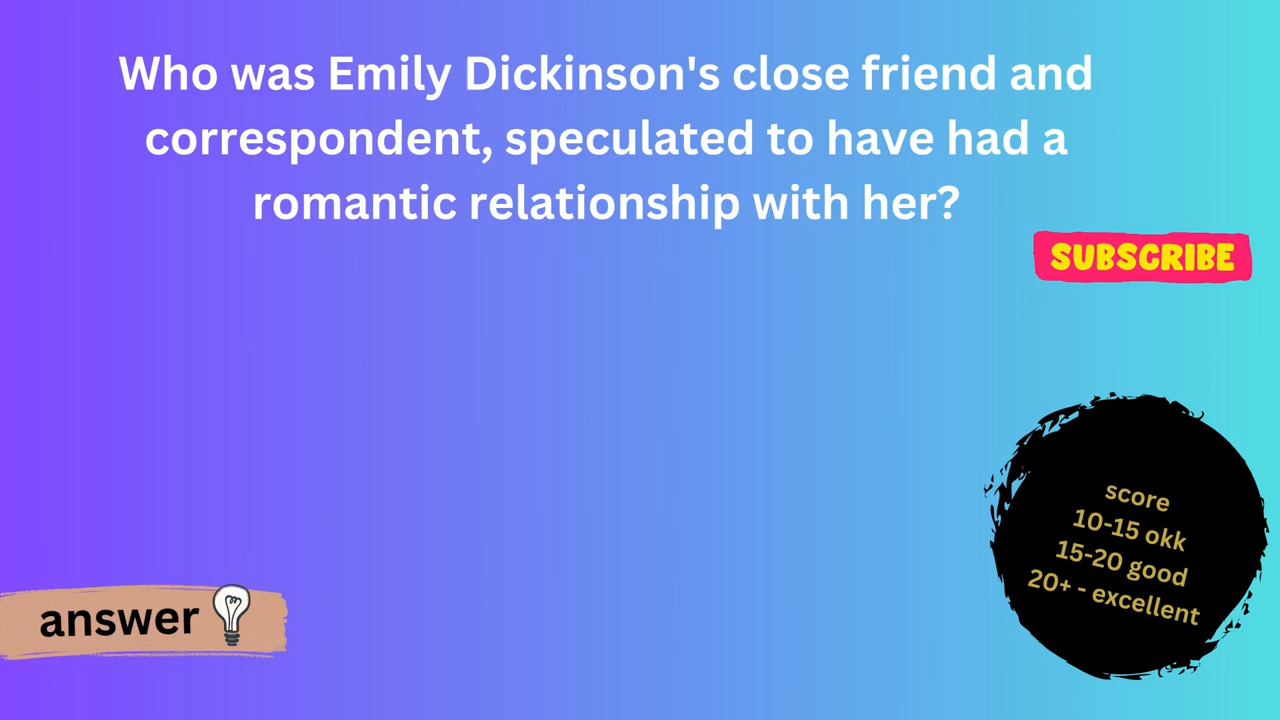 Who was Emily Dickinson's close friend and
correspondent, speculated to have had a
romantic relationship with her?
SUBSCRIBE
score
10-15 okk
15-20 good
20+ - excellent
answer